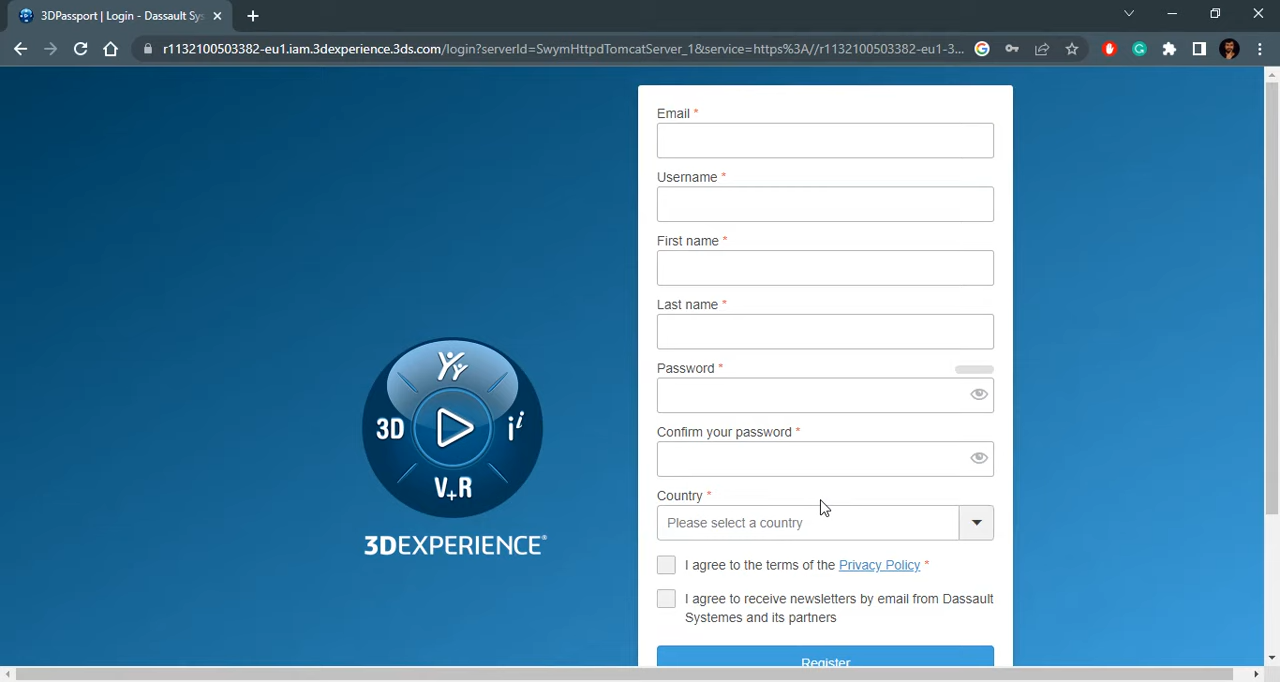 3DPassport | Login - Dassault Sys
r1132100503382-eu1.iam.3dexperience.3ds.com/login?serverId=SwymHttpdTomcatServer_1&service=https%3A//r1132100503382-eu1-3...
Email *
Username *
First name *
Last name *
Password *
Confirm your password *
Country *
Please select a country
I agree to the terms of the Privacy Policy *
I agree to receive newsletters by email from Dassault
Systemes and its partners
Register
3D
i i
V+R
3DEXPERIENCE®